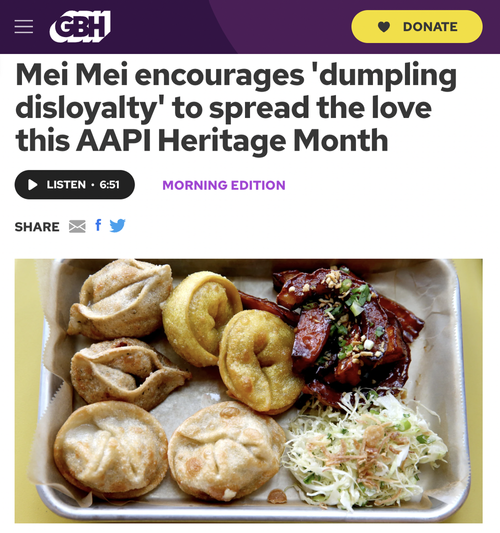 GBH
DONATE
Mei Mei encourages 'dumpling
disloyalty' to spread the love
this AAPI Heritage Month
LISTEN • 6:51
MORNING EDITION
SHARE